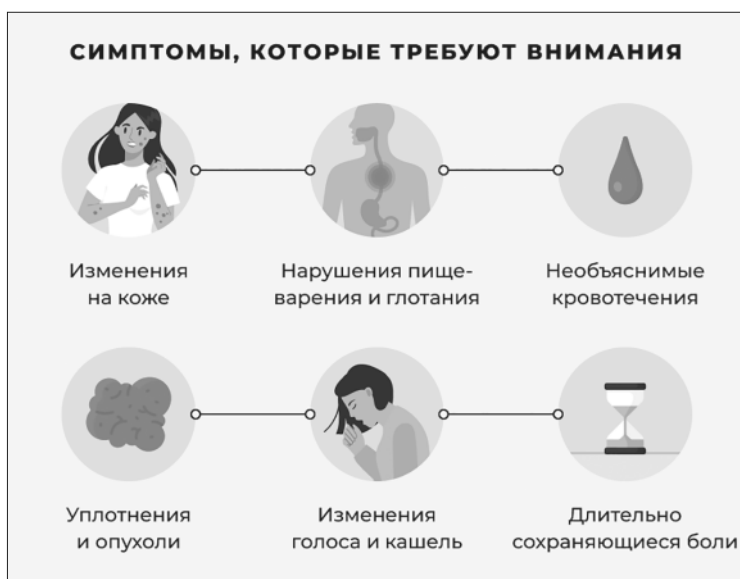 СИМПТОМЫ, КОТОРЫЕ ТРЕБУЮТ ВНИМАНИЯ
Изменения
на коже
Нарушения пище-
варения и глотания
Необъяснимые
кровотечения
Уплотнения
и опухоли
Изменения
голоса и кашель
Длительно
сохраняющиеся боли